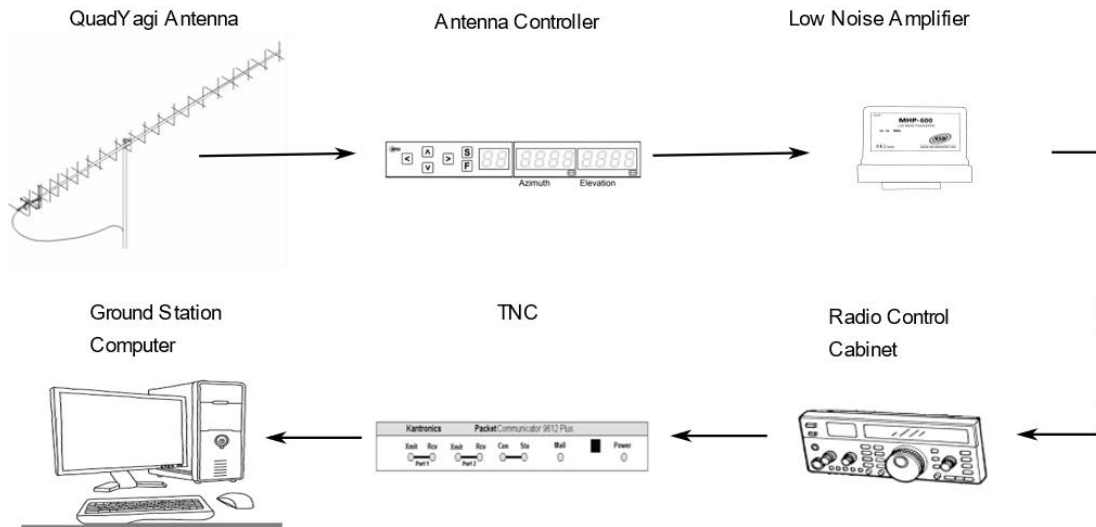 QuadYagi Antenna
Antenna Controller
Low Noise Amplifier
MHP-600
Azimuth Elevation
Ground Station
Computer
TNC
Radio Control
Cabinet
S
F
Kantronics Packet Communicator 9612 Plus
Xmit Rcv Xmit Rcv Con Sta Mail Power
Port 1 Port 2